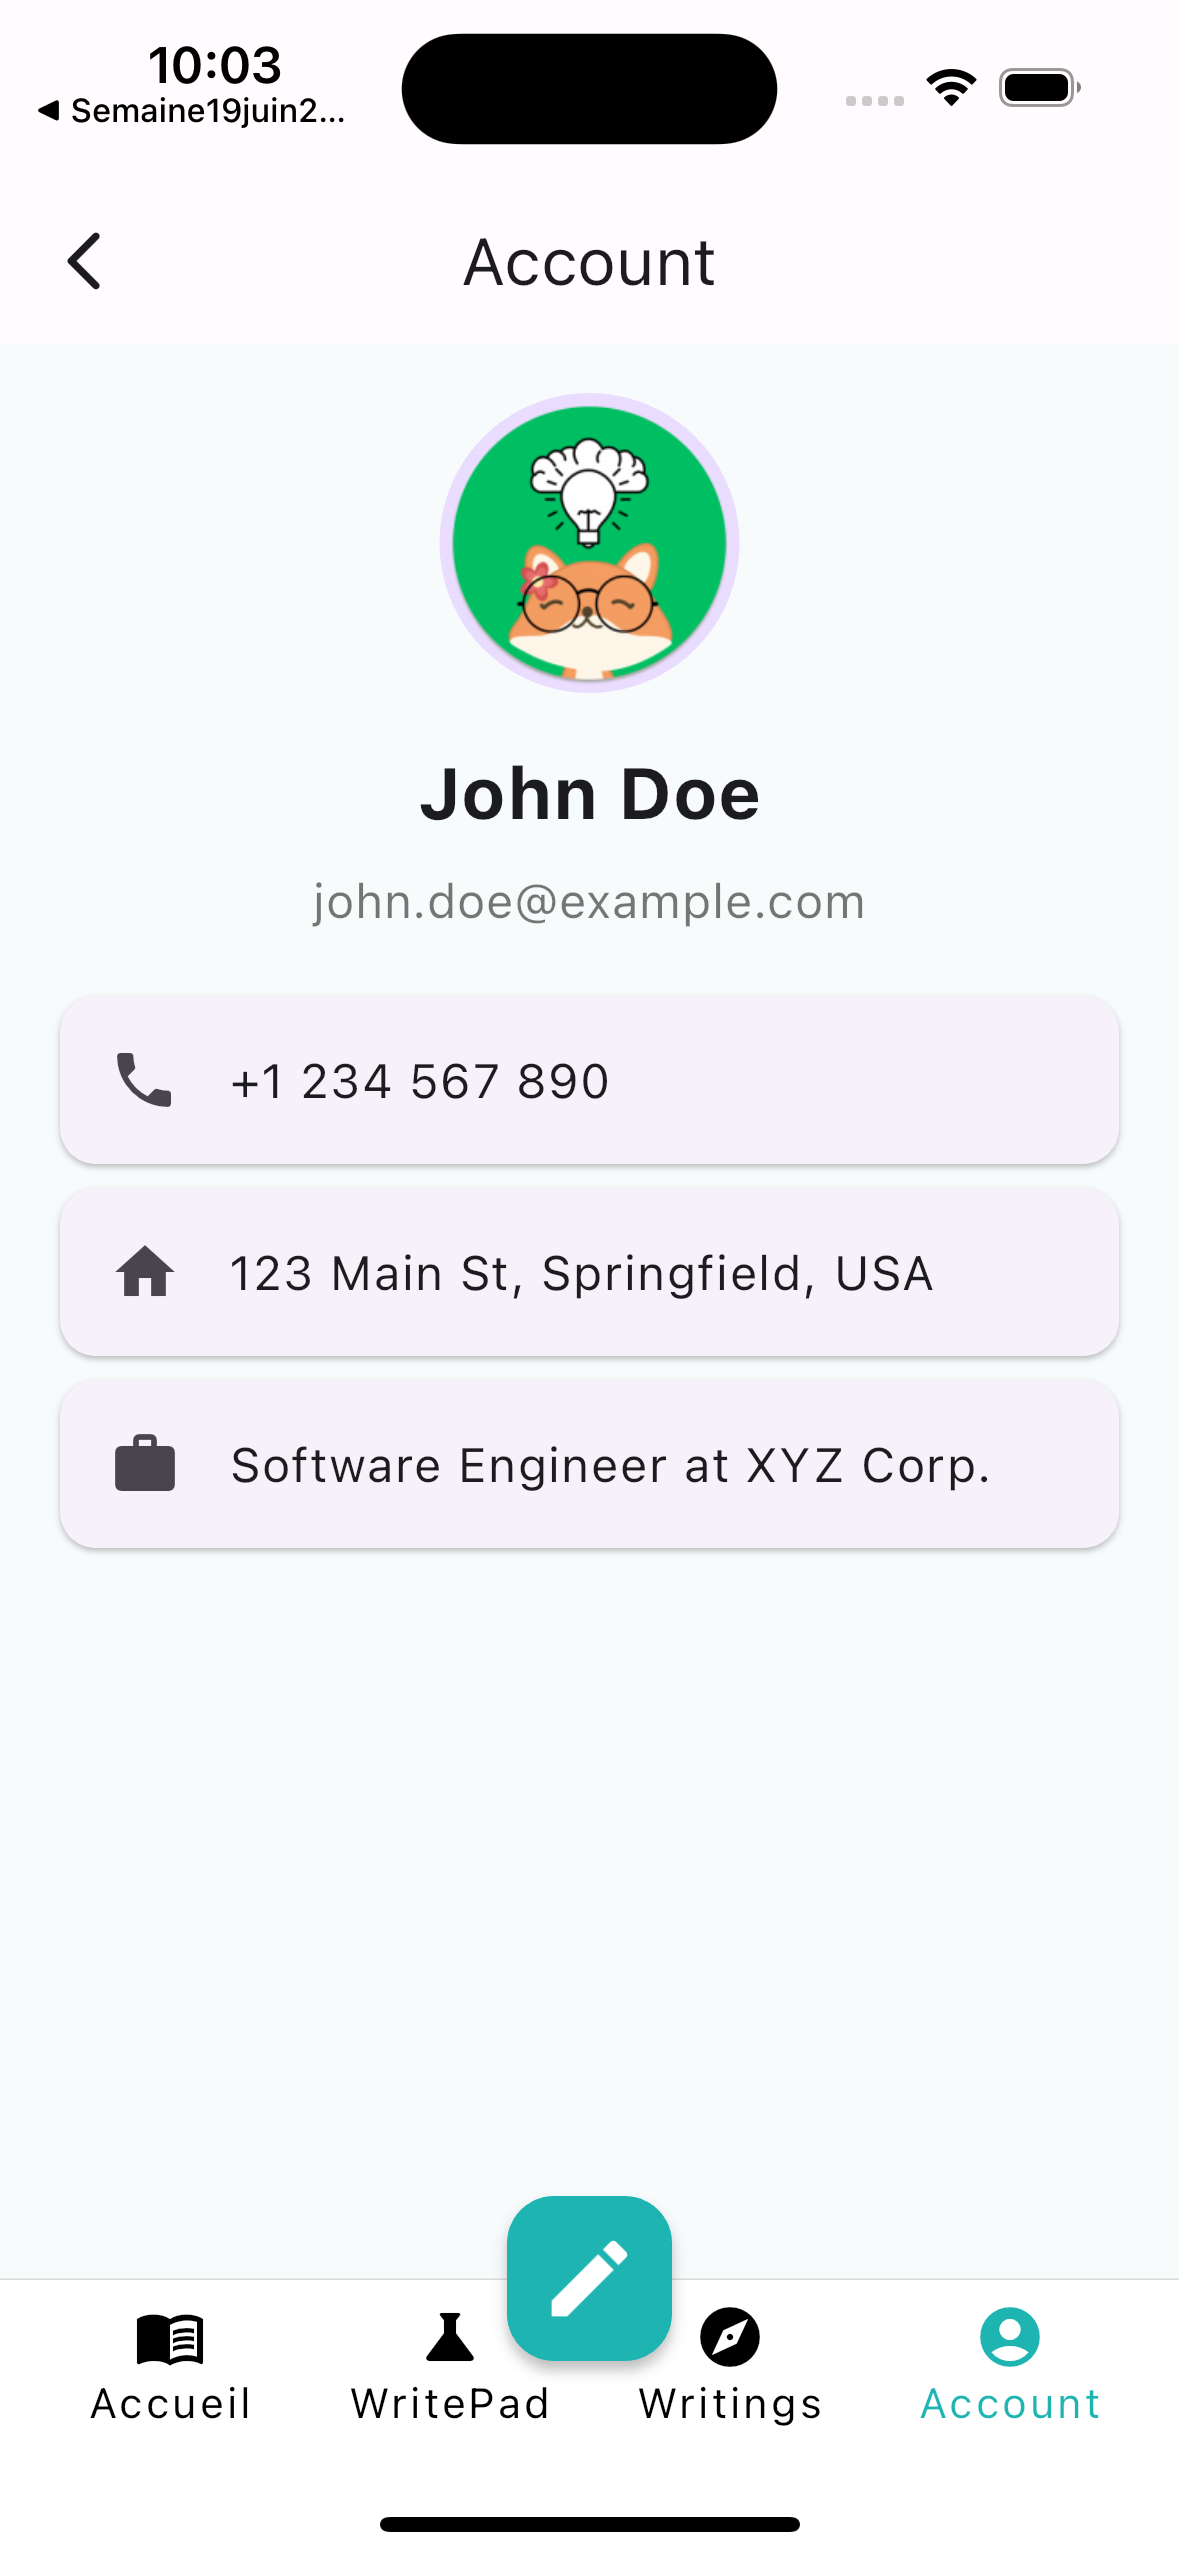 10:03
◀ Semaine19juin2...
Account
John Doe
john.doe@example.com
+1 234 567 890
123 Main St, Springfield, USA
Software Engineer at XYZ Corp.
Accueil
WritePad
Writings
Account